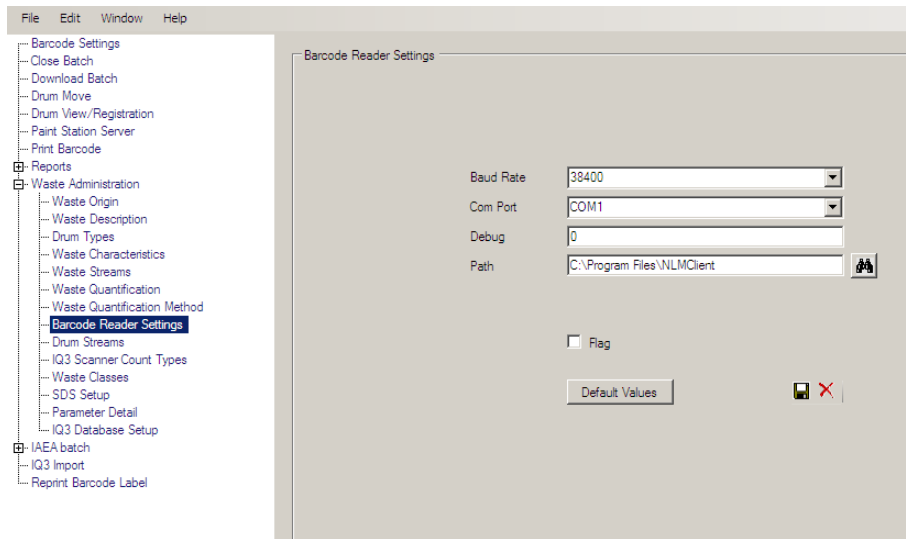 File Edit Window Help
Barcode Settings
Close Batch
Download Batch
Drum Move
Drum View/Registration
Paint Station Server
Print Barcode
Reports
Waste Administration
Waste Origin
Waste Description
Drum Types
Waste Characteristics
Waste Streams
Waste Quantification
Waste Quantification Method
Barcode Reader Settings
Drum Streams
IQ3 Scanner Count Types
Waste Classes
SDS Setup
Parameter Detail
IQ3 Database Setup
IAEA batch
IQ3 Import
Reprint Barcode Label
Barcode Reader Settings
Baud Rate 38400
Com Port COM1
Debug 0
Path C:\Program Files\NLMClient
Flag
Default Values